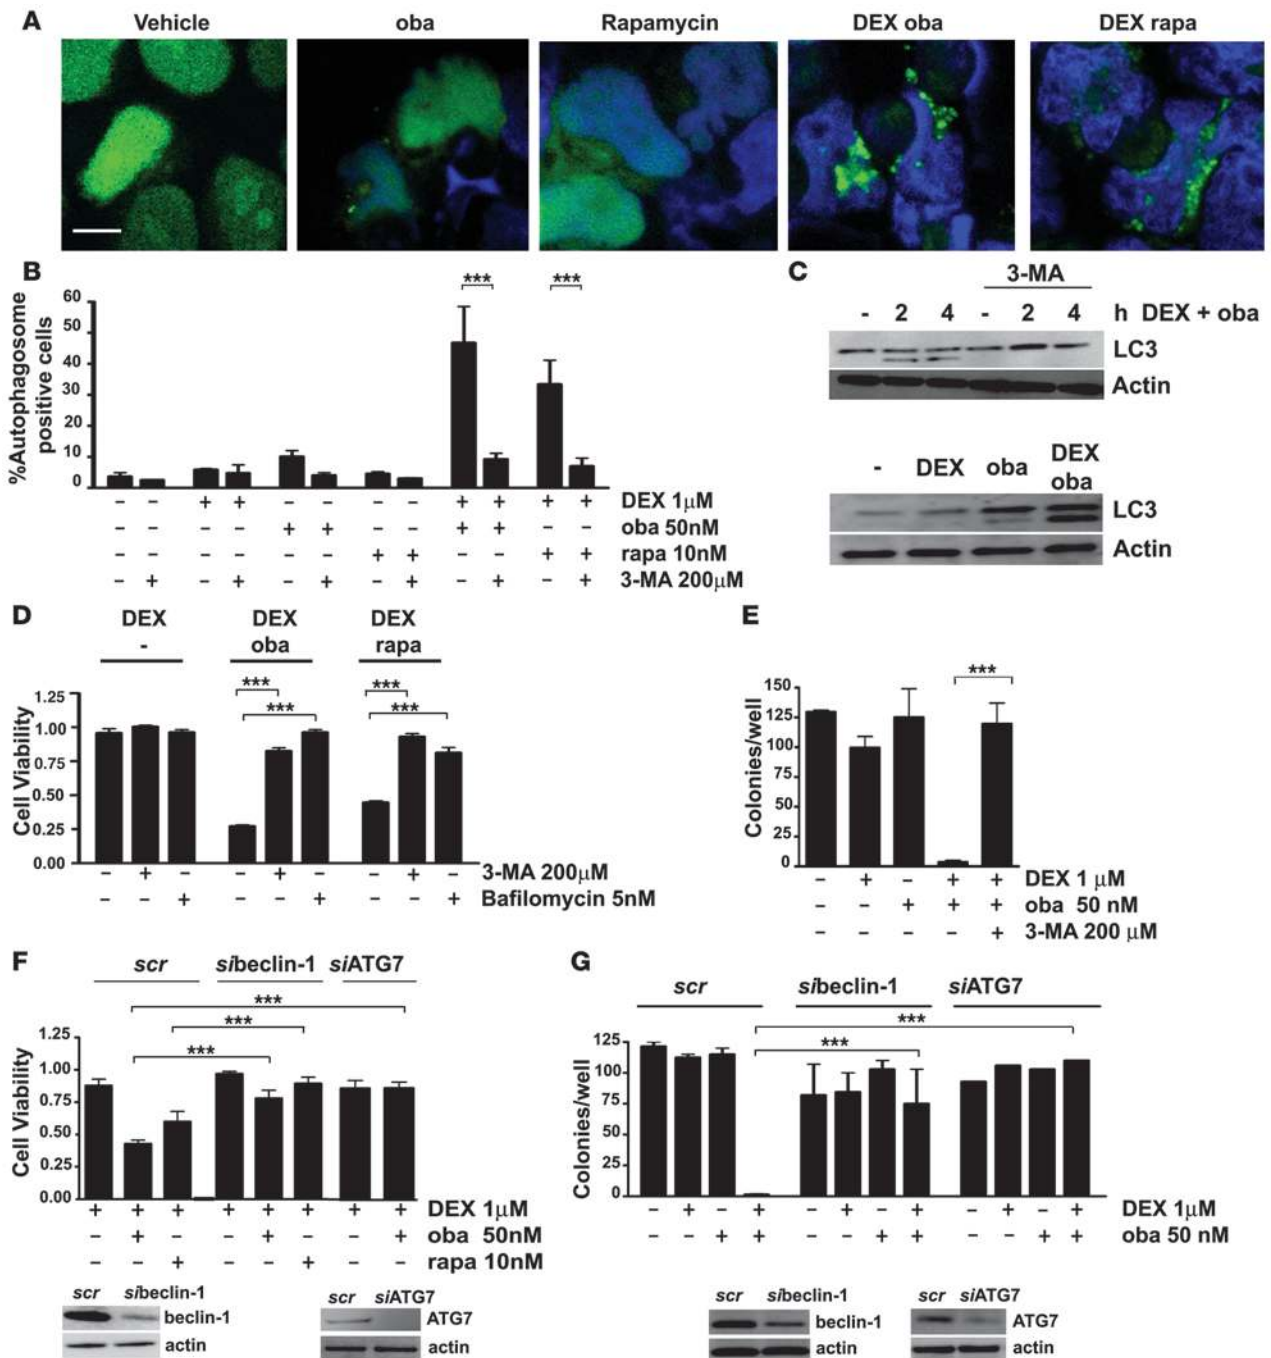 A
Vehicle oba Rapamycin DEX oba DEX rapa
B
%Autophagosome
positive cells
60
50
40
30
20
10
0
*** ***
– – + + – – – – + + + + DEX 1μM
– – – – + + – – + + – – oba 50nM
– – – – – – + + – – + + rapa 10nM
– + – + – + – + – + – + 3-MA 200μM
C
3-MA
- 2 4 - 2 4 h DEX + oba
LC3
Actin
- DEX oba DEX
oba
LC3
Actin
D
DEX DEX DEX
- oba rapa
Cell Viability
1.25
1.00
0.75
0.50
0.25
0.00
*** ***
*** ***
– + – – + – – + – 3-MA 200μM
– – + – – + – – + Bafilomycin 5nM
E
Colonies/well
150
125
100
75
50
25
0
***
– + – + + DEX 1 μM
– – + + + oba 50 nM
– – – – + 3-MA 200 μM
F
scr sibeclin-1 siATG7
***
***
***
Cell Viability
1.25
1.00
0.75
0.50
0.25
0.00
+ + + + + + + + DEX 1μM
– + – – + – – + oba 50nM
– – + – – + – – rapa 10nM
scr sibeclin-1
beclin-1
actin
scr siATG7
ATG7
actin
G
scr sibeclin-1 siATG7
***
***
Colonies/well
125
100
75
50
25
0
– + – + – + – + – + – + DEX 1μM
– – + + – – + + – – + + oba 50 nM
scr sibeclin-1
beclin-1
actin
scr siATG7
ATG7
actin